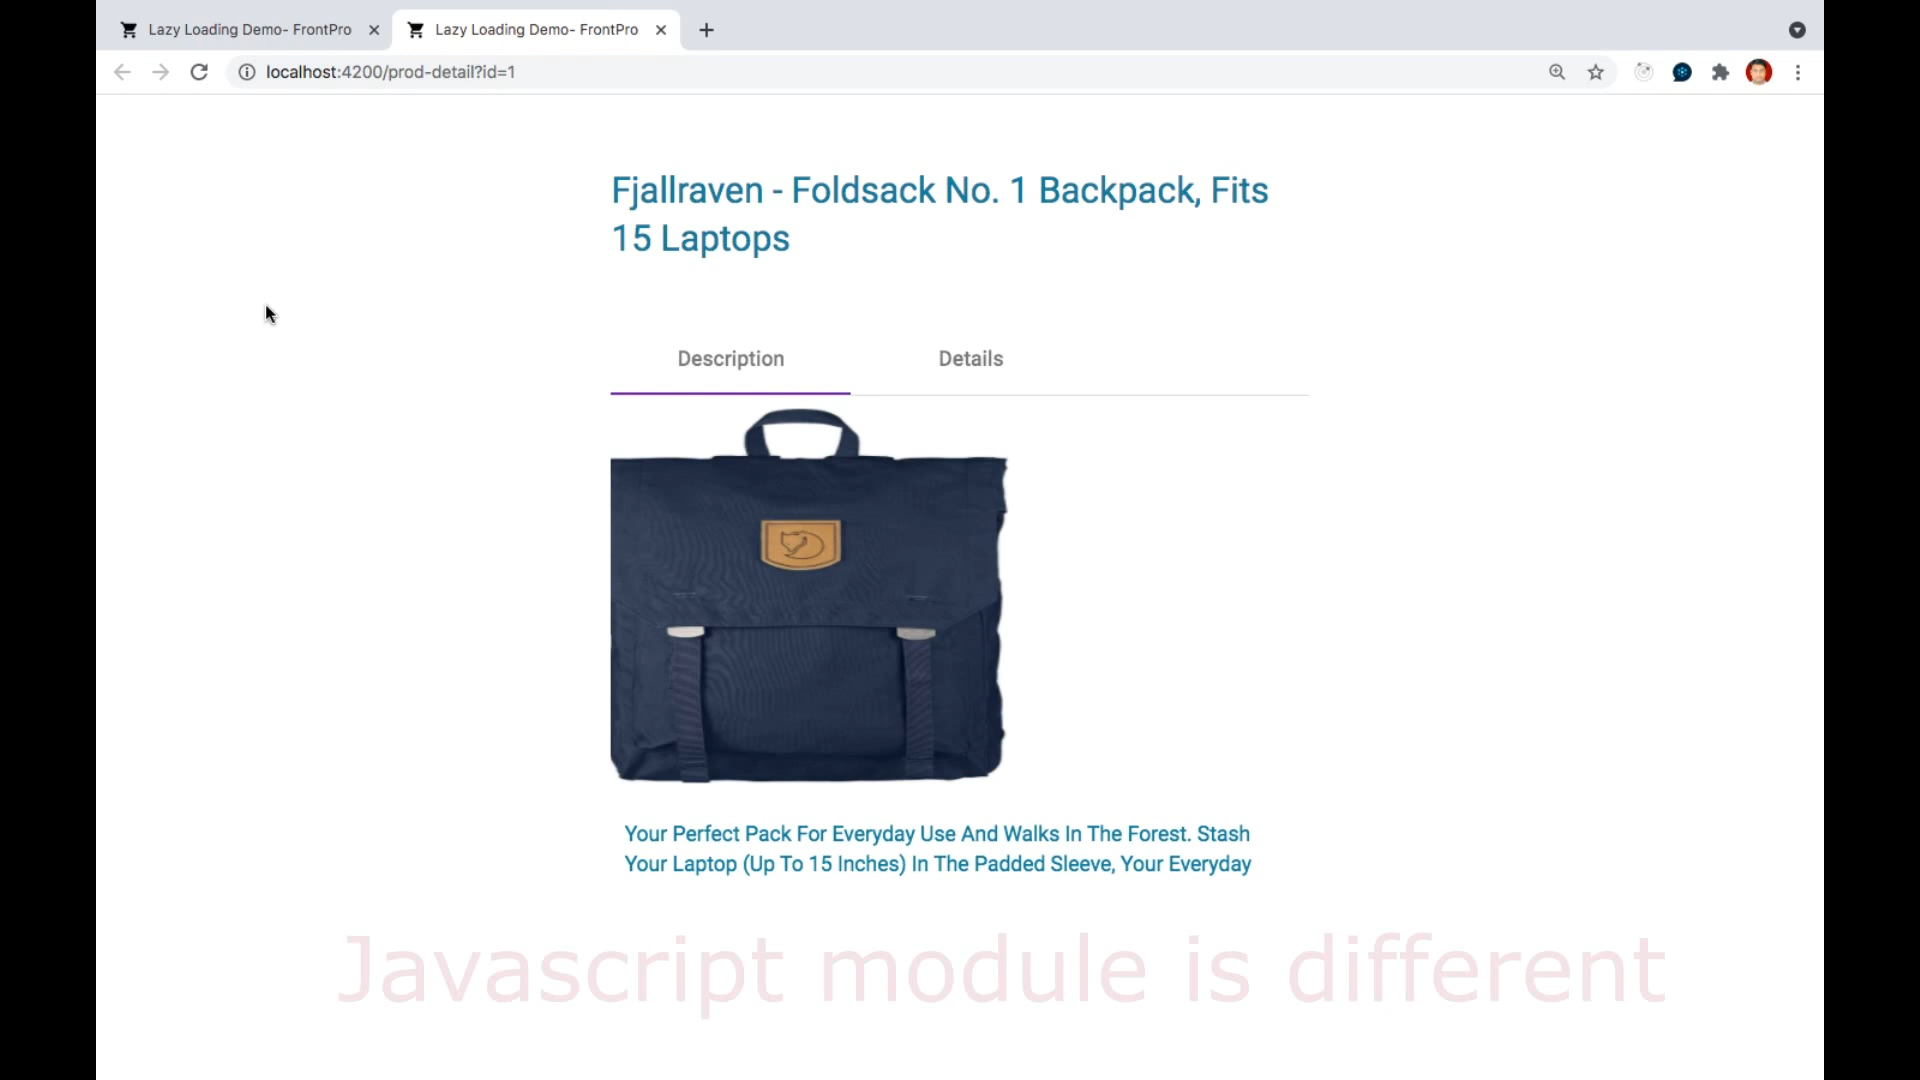 Lazy Loading Demo- FrontPro
Lazy Loading Demo- FrontPro
localhost:4200/prod-detail?id=1
Fjallraven - Foldsack No. 1 Backpack, Fits
15 Laptops
Description
Details
Your Perfect Pack For Everyday Use And Walks In The Forest. Stash
Your Laptop (Up To 15 Inches) In The Padded Sleeve, Your Everyday
Javascript module is different